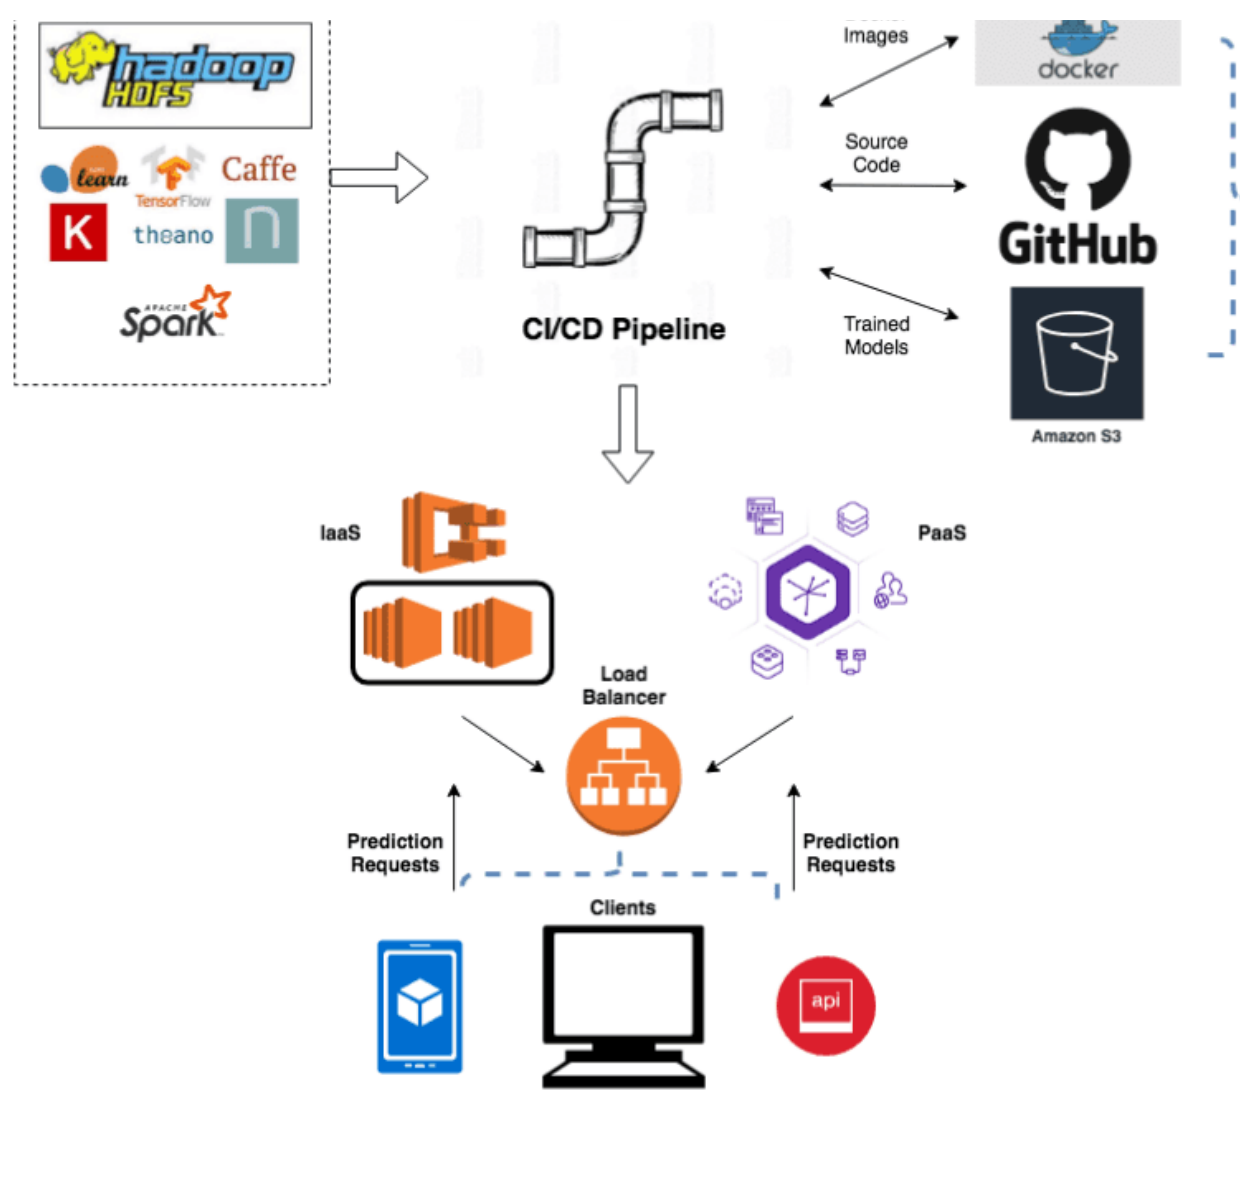 hadoop
HDFS
learn
TensorFlow
Caffe
K
theano
n
APACHE
Spark
CI/CD Pipeline
Images
docker
Source
Code
GitHub
Trained
Models
Amazon S3
IaaS
PaaS
Load
Balancer
Prediction
Requests
Prediction
Requests
Clients
api